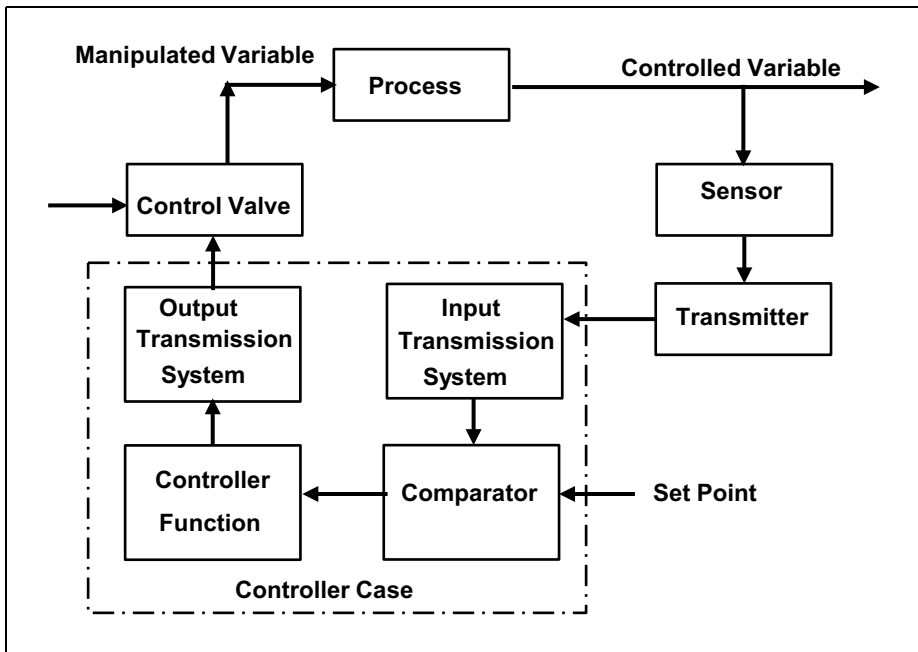 Manipulated Variable
Process
Controlled Variable
Control Valve
Sensor
Output
Transmission
System
Input
Transmission
System
Transmitter
Controller
Function
Comparator
Set Point
Controller Case